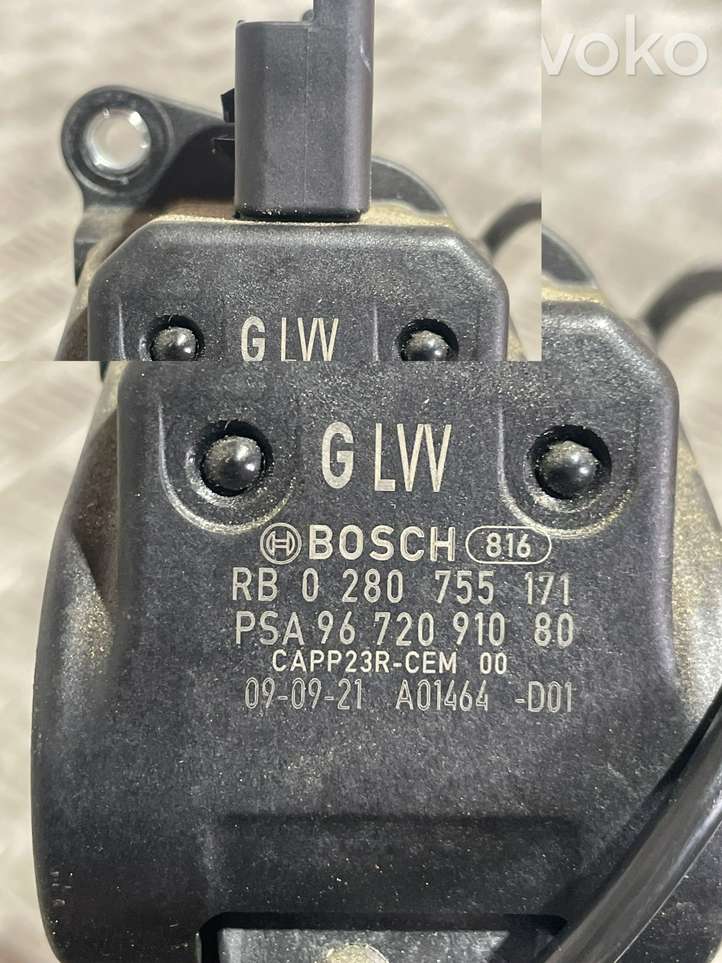 voko
G LVV
G LVV
BOSCH 816
RB 0 280 755 171
PSA 96 720 910 80
CAPP23R-CEM 00
09-09-21 A01464 -D01